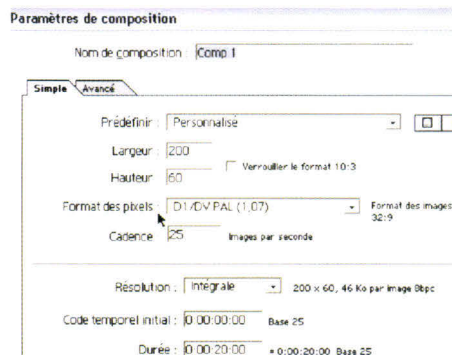 Paramètres de composition
Nom de composition : Comp 1
Simple Avancé
Prédéfinir : Personnalisé
Largeur : 200
Verrouiller le format 10:3
Hauteur 60
Format des pixels : D1/DV PAL (1,07) Format des images
32:9
Cadence 25 Images par seconde
Résolution : Intégrale 200 x 60, 46 Ko par image 8bpc
Code temporel initial : 0:00:00:00 Base 25
Durée : 0:00:20:00 = 0:00:20:00 Base 25